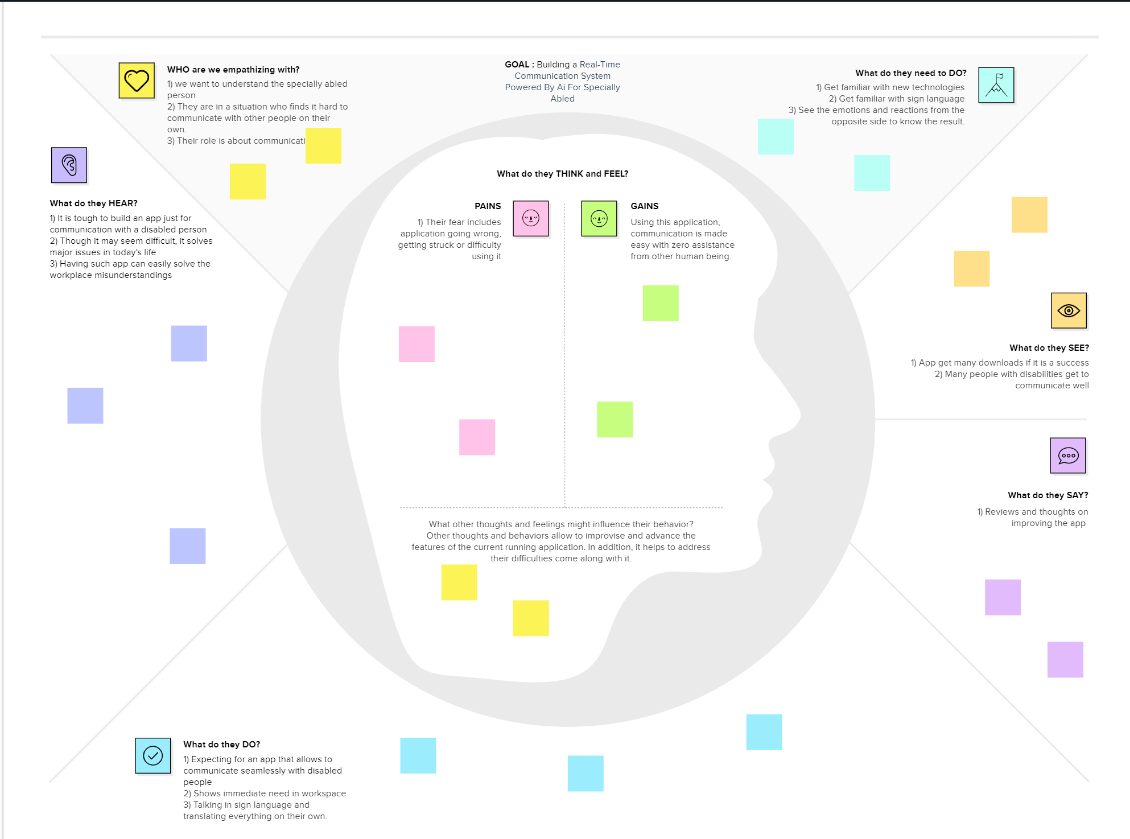 WHO are we empathizing with?
1) we want to understand the specially abled
person
2) They are in a situation who finds it hard to
communicate with other people on their
own.
3) Their role is about
GOAL : Building a Real-Time
Communication System
Powered By Ai For Specially
Abled
What do they need to DO?
1) Get familiar with new technologies
2) Get familiar with sign language
3) See the emotions and reactions from the
opposite side to know the result.
What do they HEAR?
1) It is tough to build an app just for
communication with a disabled person
2) Though it may seem difficult, it solves
major issues in today's life
3) Having such app can easily solve the
workplace misunderstandings
What do they THINK and FEEL?
PAINS
1) Their fear includes
application going wrong,
getting struck or difficulty
using it
GAINS
Using this application,
communication is made
easy with zero assistance
from other human being.
What do they SEE?
1) App get many downloads if it is a success
2) Many people with disabilities get to
communicate well
What do they SAY?
1) Reviews and thoughts on
improving the app
What other thoughts and feelings might influence their behavior?
Other thoughts and behaviors allow to improvise and advance the
features of the current running application. In addition, it helps to address
their difficulties come along with it.
What do they DO?
1) Expecting for an app that allows to
communicate seamlessly with disabled
people
2) Shows immediate need in workspace
3) Talking in sign language and
translating everything on their own.